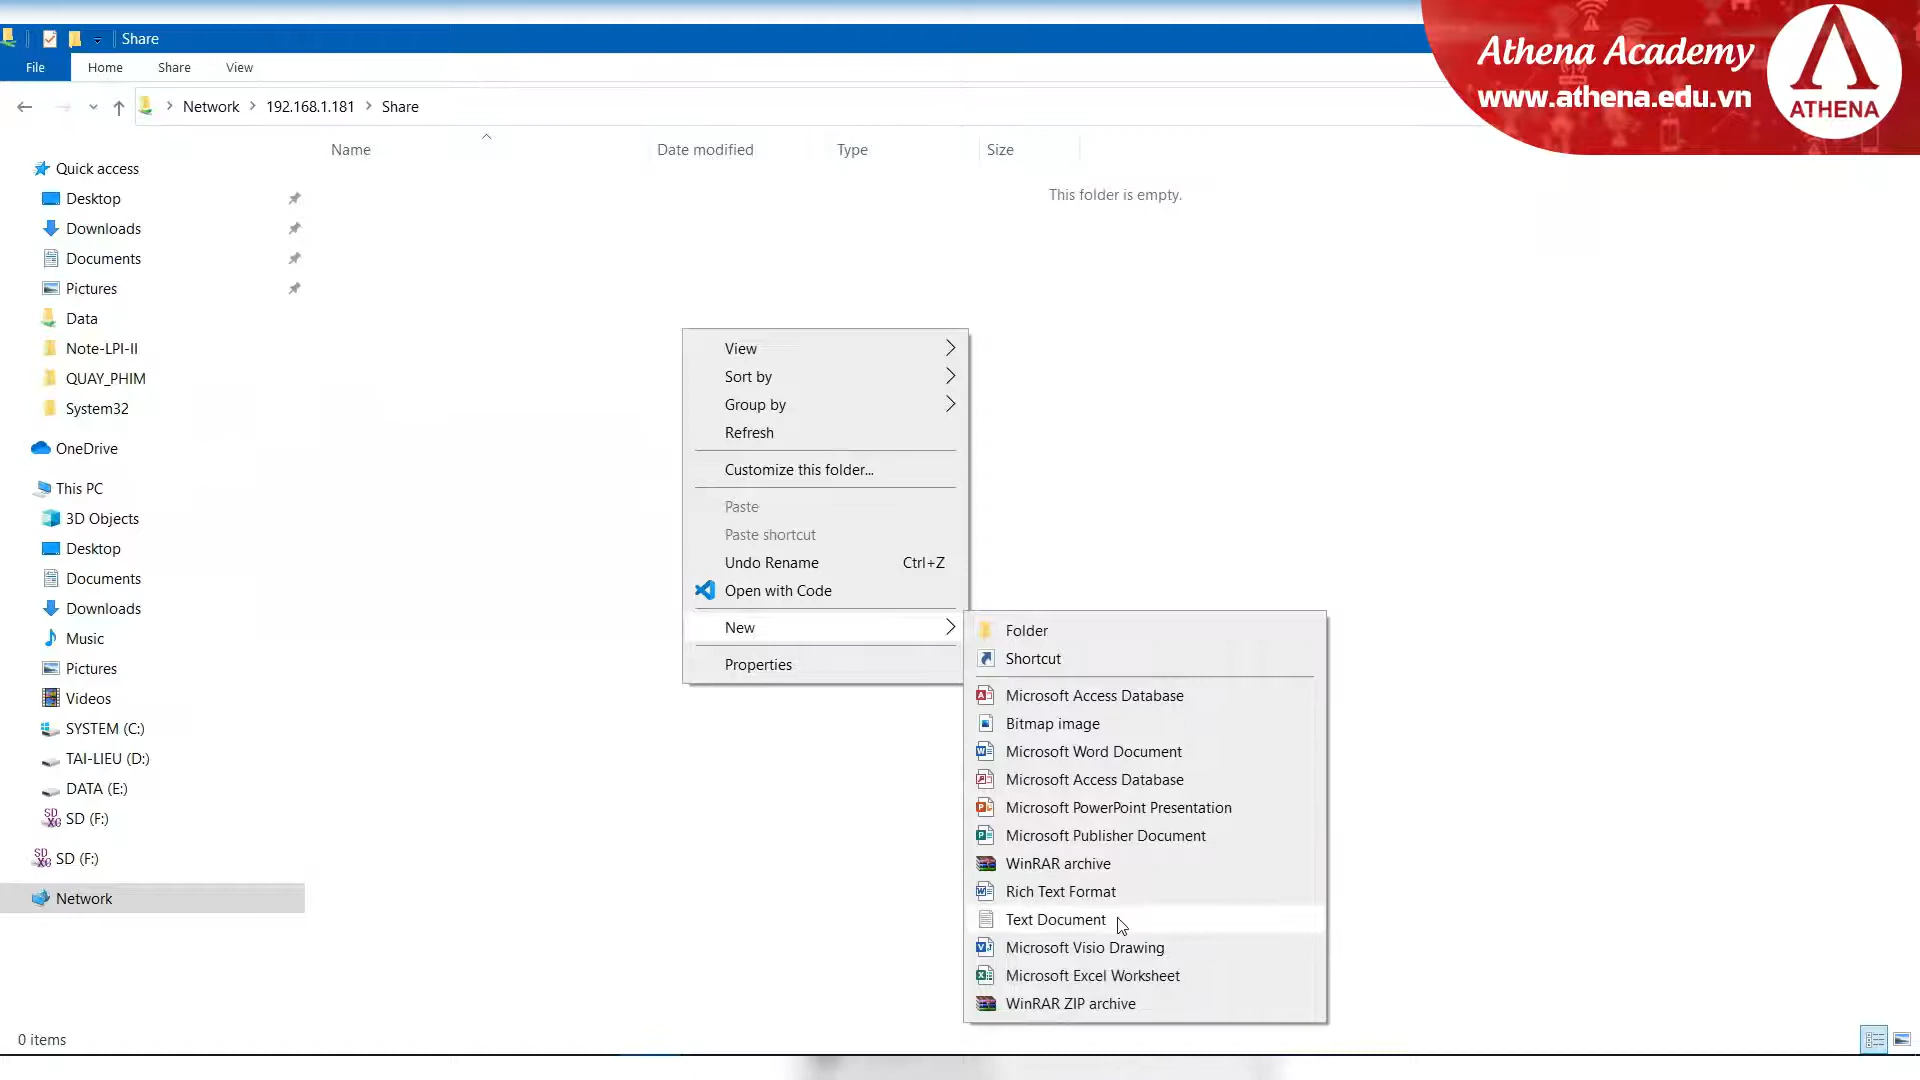 Share
Athena Academy
www.athena.edu.vn
ATHENA
File
Home
Share
View
Network
192.168.1.181
Share
Name
Date modified
Type
Size
This folder is empty.
Quick access
Desktop
Downloads
Documents
Pictures
Data
Note-LPI-II
QUAY_PHIM
System32
OneDrive
This PC
3D Objects
Desktop
Documents
Downloads
Music
Pictures
Videos
SYSTEM (C:)
TAI-LIEU (D:)
DATA (E:)
SD (F:)
SD (F:)
Network
View
Sort by
Group by
Refresh
Customize this folder...
Paste
Paste shortcut
Undo Rename Ctrl+Z
Open with Code
New
Properties
Folder
Shortcut
Microsoft Access Database
Bitmap image
Microsoft Word Document
Microsoft Access Database
Microsoft PowerPoint Presentation
Microsoft Publisher Document
WinRAR archive
Rich Text Format
Text Document
Microsoft Visio Drawing
Microsoft Excel Worksheet
WinRAR ZIP archive
0 items